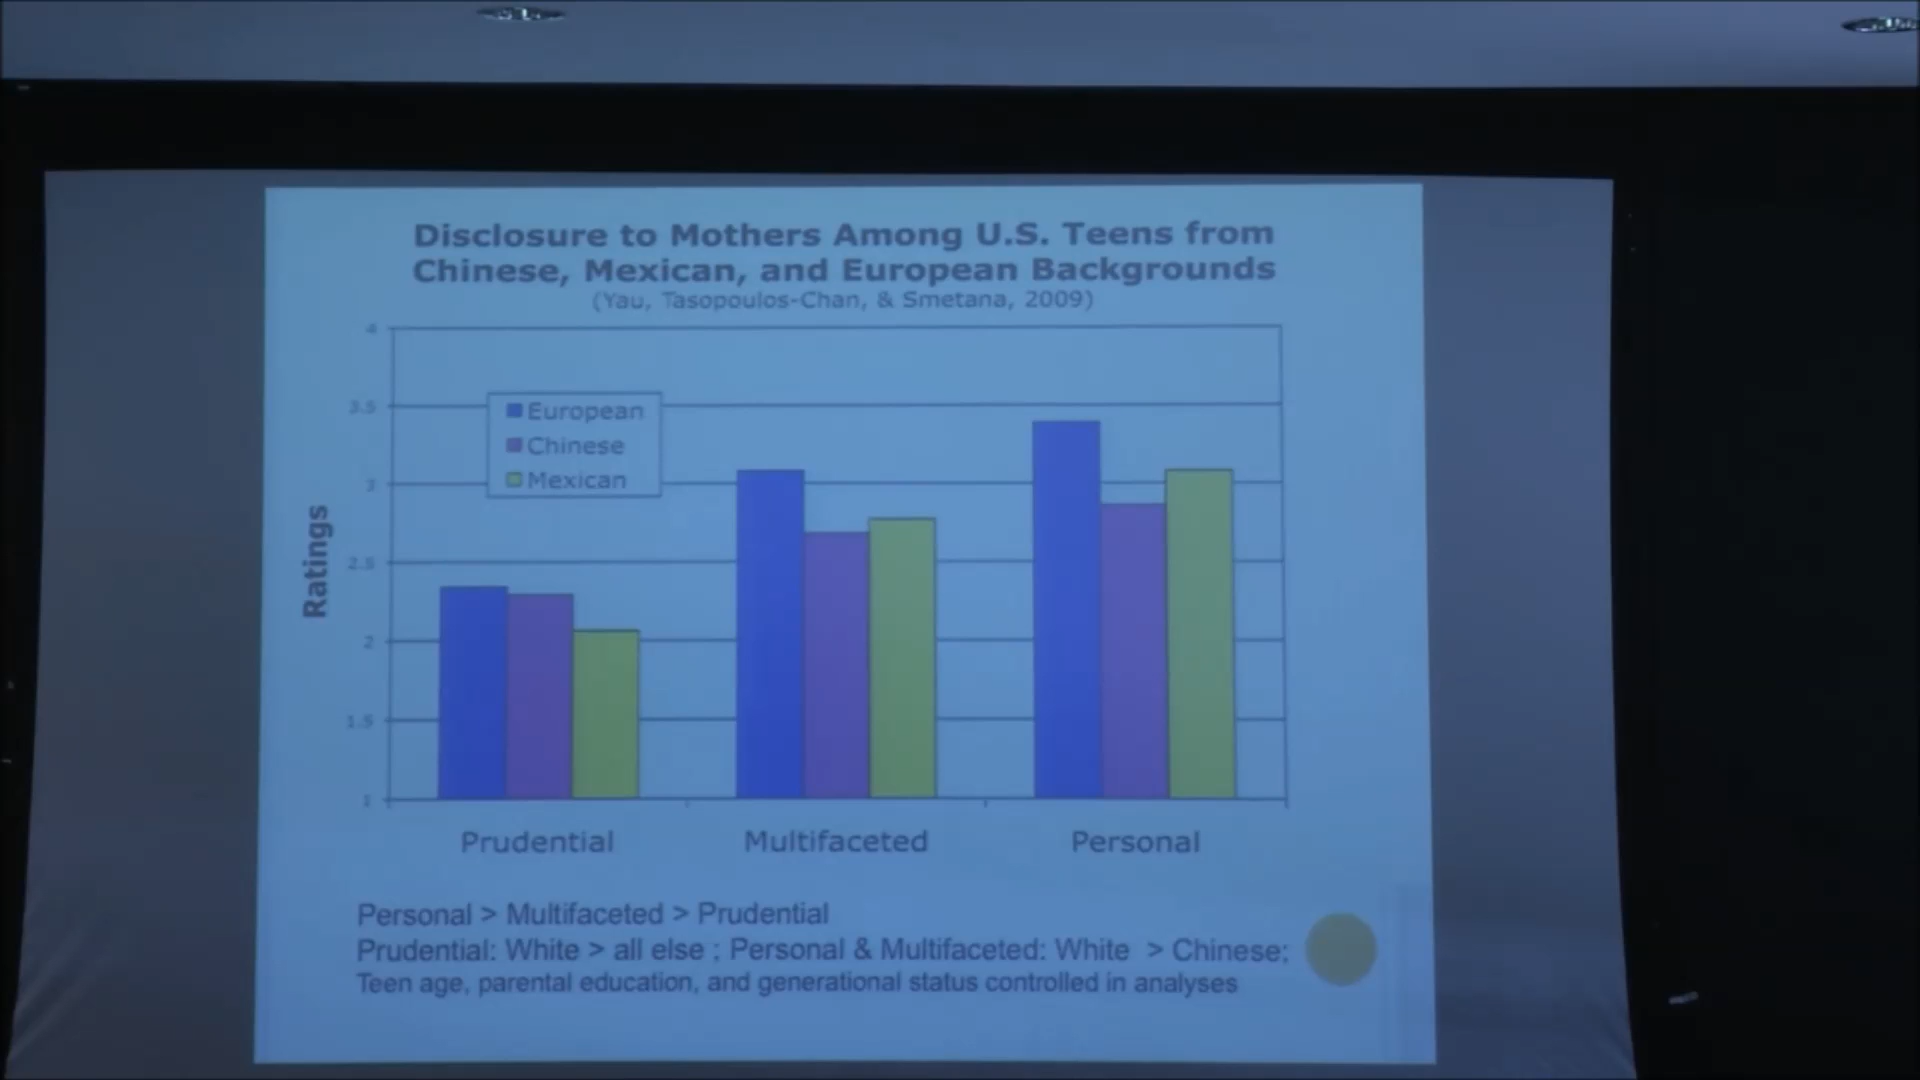 Disclosure to Mothers Among U.S. Teens from
Chinese, Mexican, and European Backgrounds
(Yau, Tasopoulos-Chan, & Smetana, 2009)
4
3.5
3
2.5
2
1.5
1
Ratings
European
Chinese
Mexican
Prudential
Multifaceted
Personal
Personal > Multifaceted > Prudential
Prudential: White > all else ; Personal & Multifaceted: White > Chinese;
Teen age, parental education, and generational status controlled in analyses